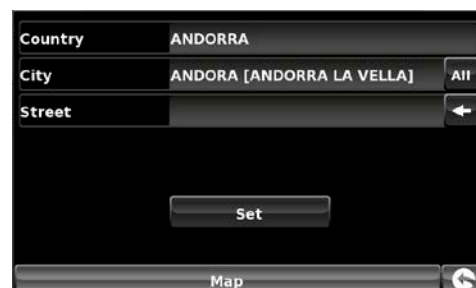 Country ANDORRA
City ANDORA [ANDORRA LA VELLA] All
Street
Set
Map